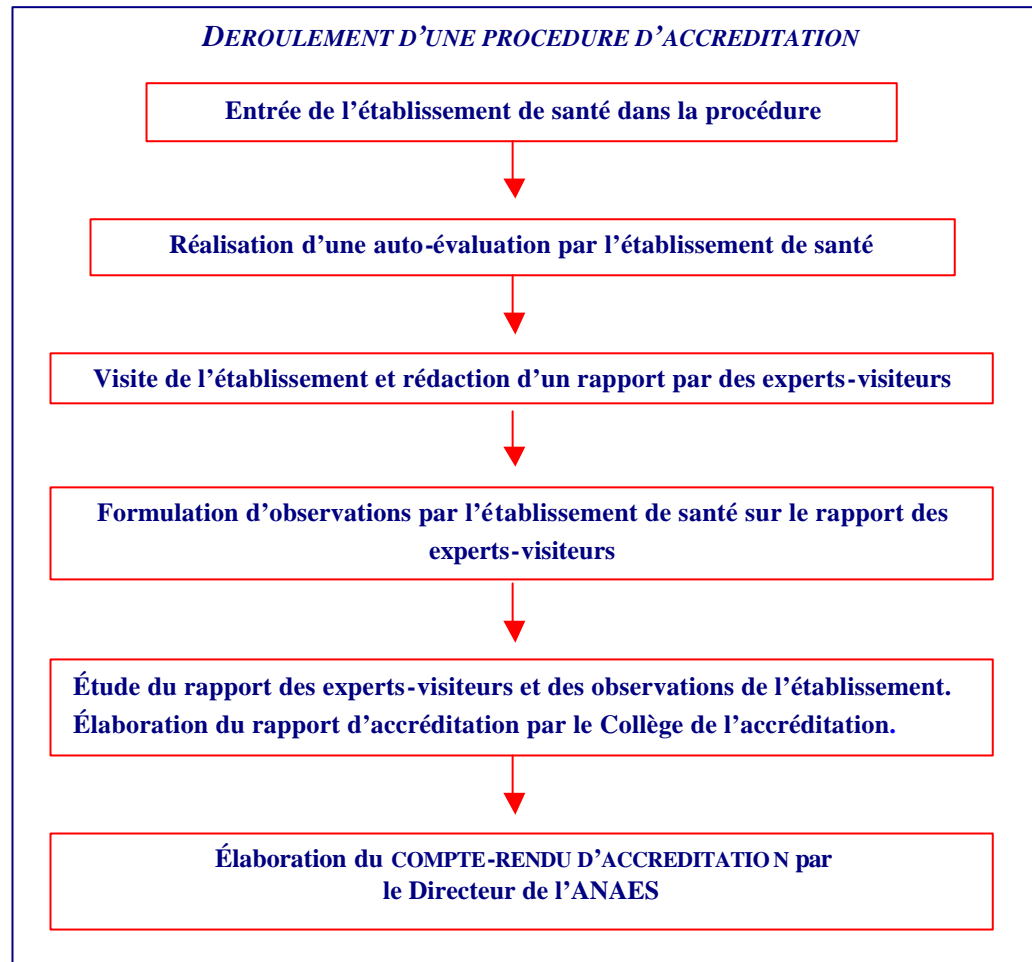 DEROULEMENT D'UNE PROCEDURE D'ACCREDITATION
Entrée de l'établissement de santé dans la procédure
Réalisation d'une auto-évaluation par l'établissement de santé
Visite de l'établissement et rédaction d'un rapport par des experts-visiteurs
Formulation d'observations par l'établissement de santé sur le rapport des
experts-visiteurs
Étude du rapport des experts-visiteurs et des observations de l'établissement.
Élaboration du rapport d'accréditation par le Collège de l'accréditation.
Élaboration du COMPTE-RENDU D'ACCREDITATION par
le Directeur de l'ANAES